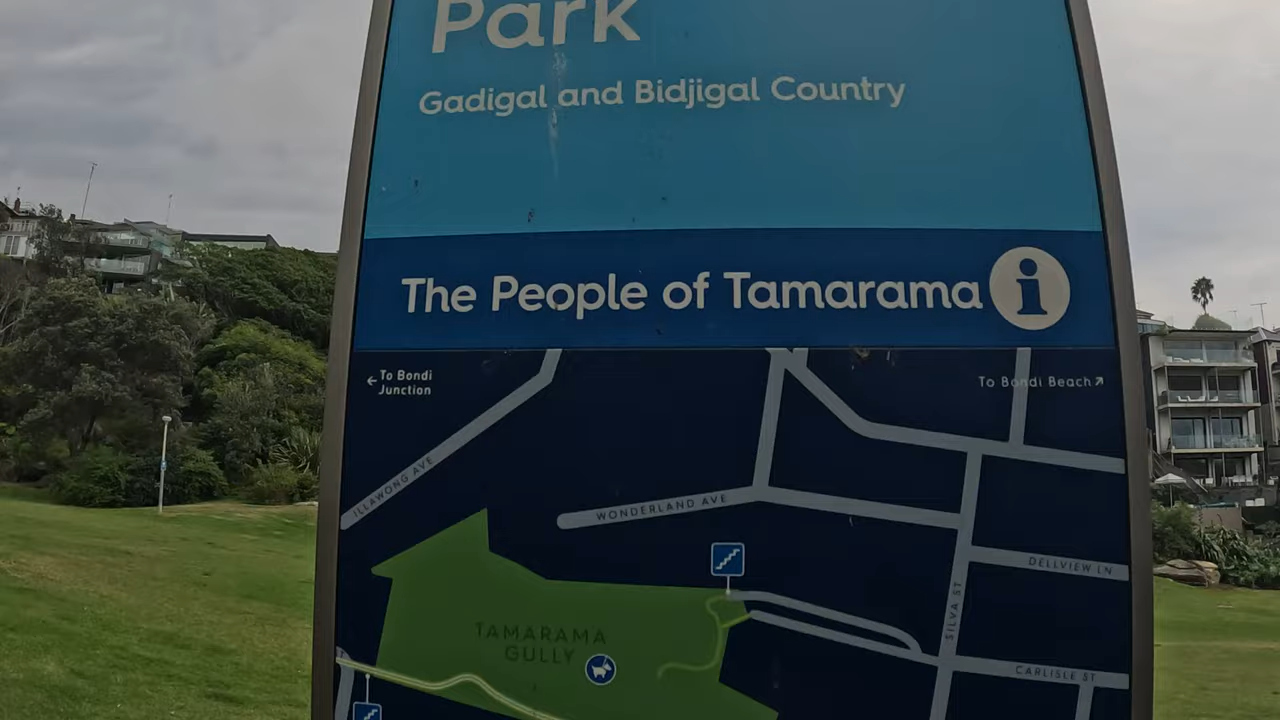 Park
Gadigal and Bidjigal Country
The People of Tamarama
i
←To Bondi
Junction
To Bondi Beach↗
ILLAWONG AVE
WONDERLAND AVE
DELLVIEW LN
SILVA ST
TAMARAMA
GULLY
CARLISLE ST